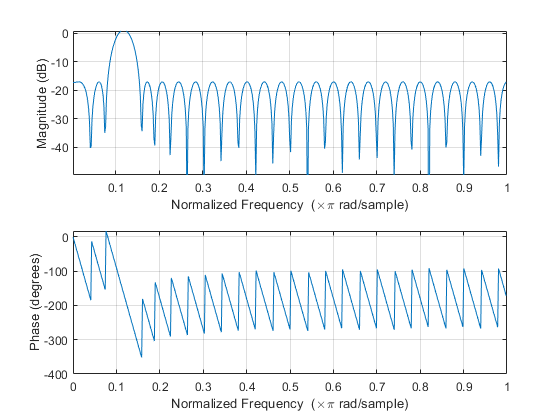 0
-10
-20
-30
-40
Magnitude (dB)
0.1 0.2 0.3 0.4 0.5 0.6 0.7 0.8 0.9 1
Normalized Frequency (×π rad/sample)
0
-100
-200
-300
-400
Phase (degrees)
0 0.1 0.2 0.3 0.4 0.5 0.6 0.7 0.8 0.9 1
Normalized Frequency (×π rad/sample)